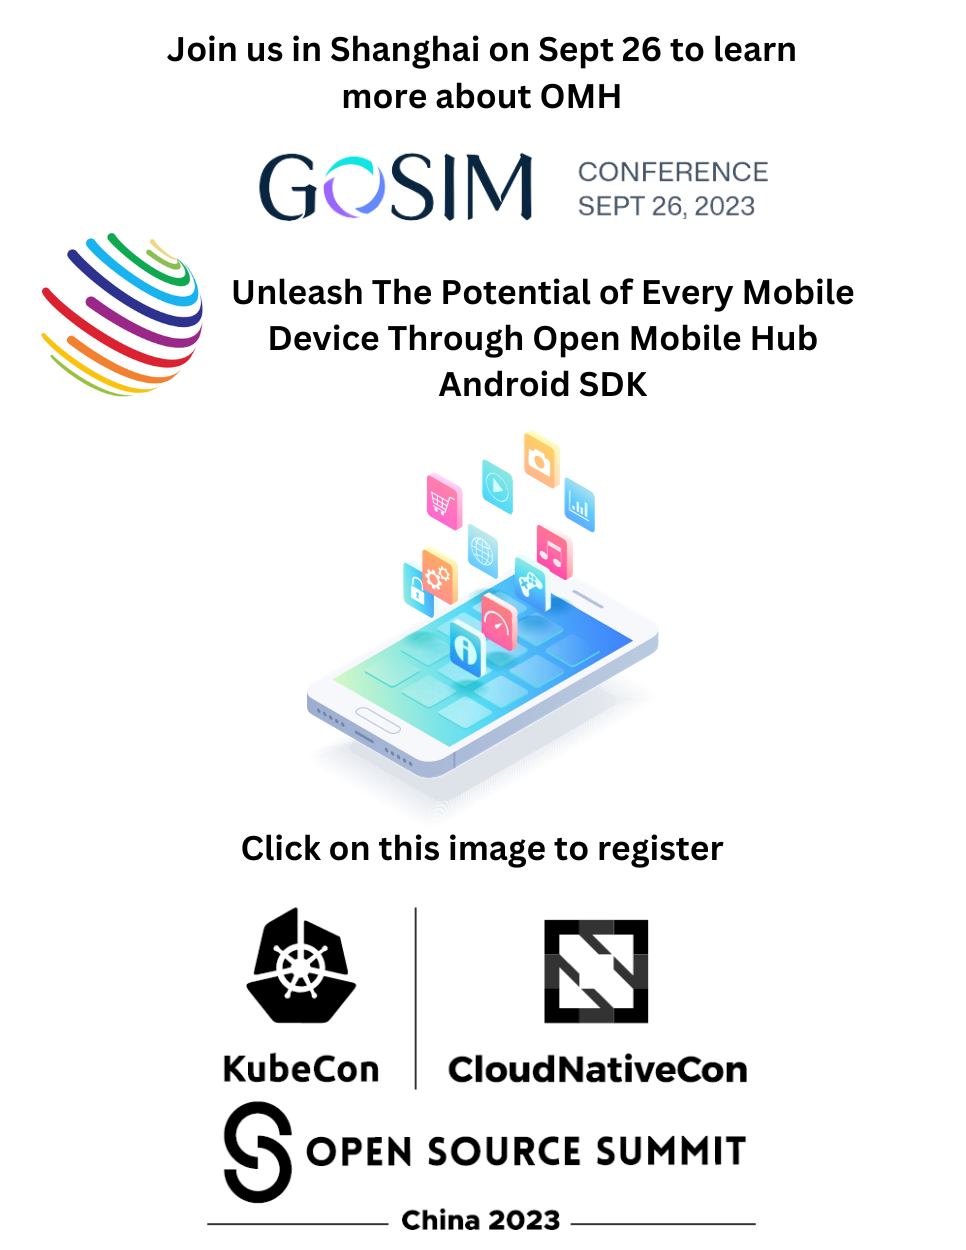 Join us in Shanghai on Sept 26 to learn
more about OMH
GOSIM
CONFERENCE
SEPT 26, 2023
Unleash The Potential of Every Mobile
Device Through Open Mobile Hub
Android SDK
Click on this image to register
KubeCon
CloudNativeCon
OPEN SOURCE SUMMIT
China 2023